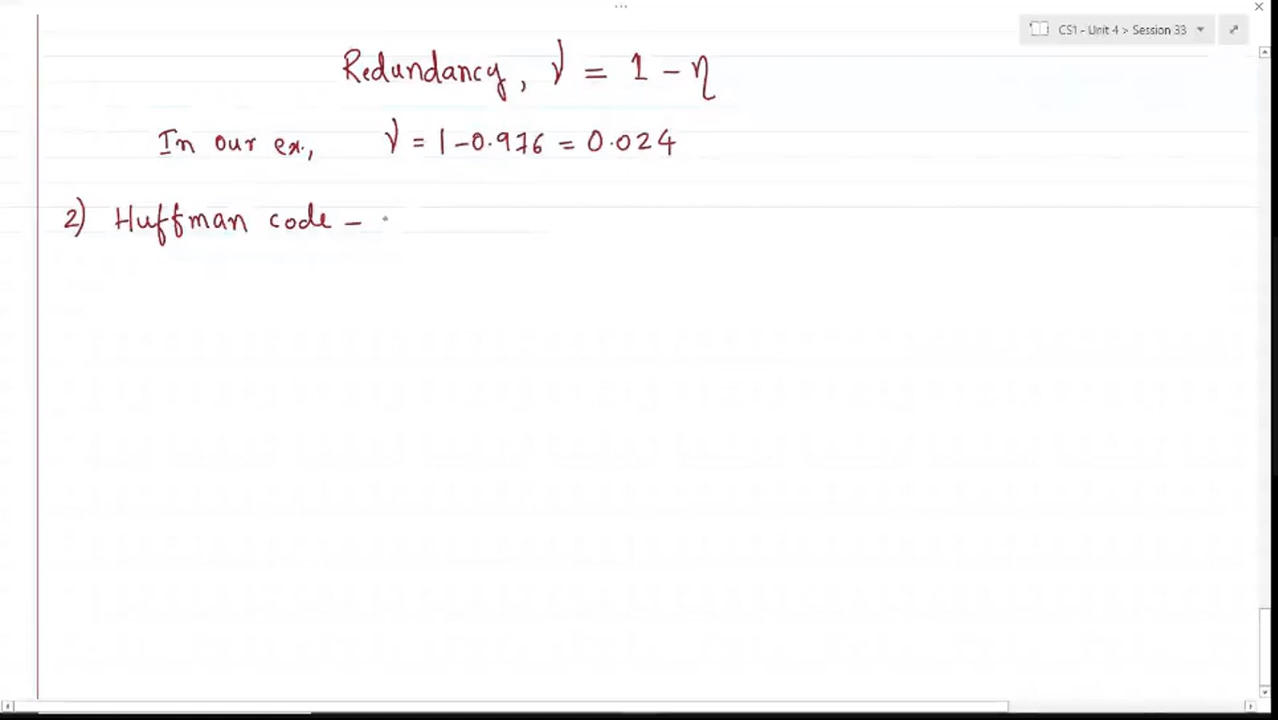 CS1 - Unit 4 > Session 33
Redundancy, γ = 1 - η
In our ex., γ = 1 - 0.976 = 0.024
2) Huffman code -